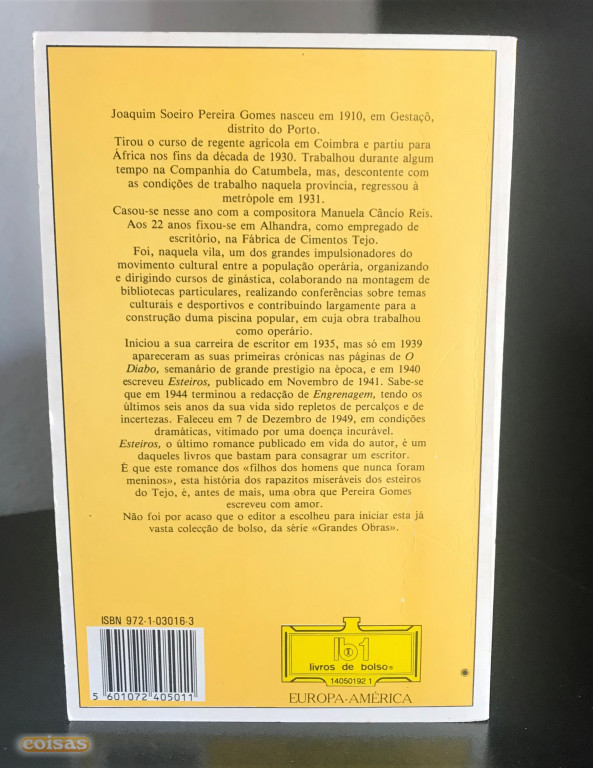 Joaquim Soeiro Pereira Gomes nasceu em 1910, em Gestaçô,
distrito do Porto.
Tirou o curso de regente agrícola em Coimbra e partiu para
África nos fins da década de 1930. Trabalhou durante algum
tempo na Companhia do Catumbela, mas, descontente com
as condições de trabalho naquela província, regressou à
metrópole em 1931.
Casou-se nesse ano com a compositora Manuela Câncio Reis.
Aos 22 anos fixou-se em Alhandra, como empregado de
escritório, na Fábrica de Cimentos Tejo.
Foi, naquela vila, um dos grandes impulsionadores do
movimento cultural entre a população operária, organizando
e dirigindo cursos de ginástica, colaborando na montagem de
bibliotecas particulares, realizando conferências sobre temas
culturais e desportivos e contribuindo largamente para a
construção duma piscina popular, em cuja obra trabalhou
como operário.
Iniciou a sua carreira de escritor em 1935, mas só em 1939
apareceram as suas primeiras crónicas nas páginas de O
Diabo, semanário de grande prestígio na época, e em 1940
escreveu Esteiros, publicado em Novembro de 1941. Sabe-se
que em 1944 terminou a redacção de Engrenagem, tendo os
últimos seis anos da sua vida sido repletos de percalços e de
incertezas. Faleceu em 7 de Dezembro de 1949, em condições
dramáticas, vitimado por uma doença incurável.
Esteiros, o último romance publicado em vida do autor, é um
daqueles livros que bastam para consagrar um escritor.
É que este romance dos «filhos dos homens que nunca foram
meninos», esta história dos rapazitos miseráveis dos esteiros
do Tejo, é, antes de mais, uma obra que Pereira Gomes
escreveu com amor.
Não foi por acaso que o editor a escolheu para iniciar esta já
vasta colecção de bolso, da série «Grandes Obras».
ISBN 972-1-03016-3
5 601072 405011
lb1
livros de bolso®
14050192 1
EUROPA-AMÉRICA
coisas